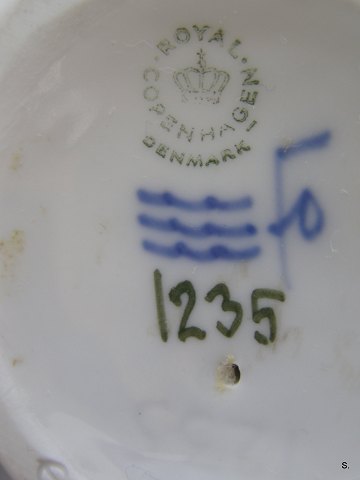 ROYAL
COPENHAGEN
DENMARK
1235
S.